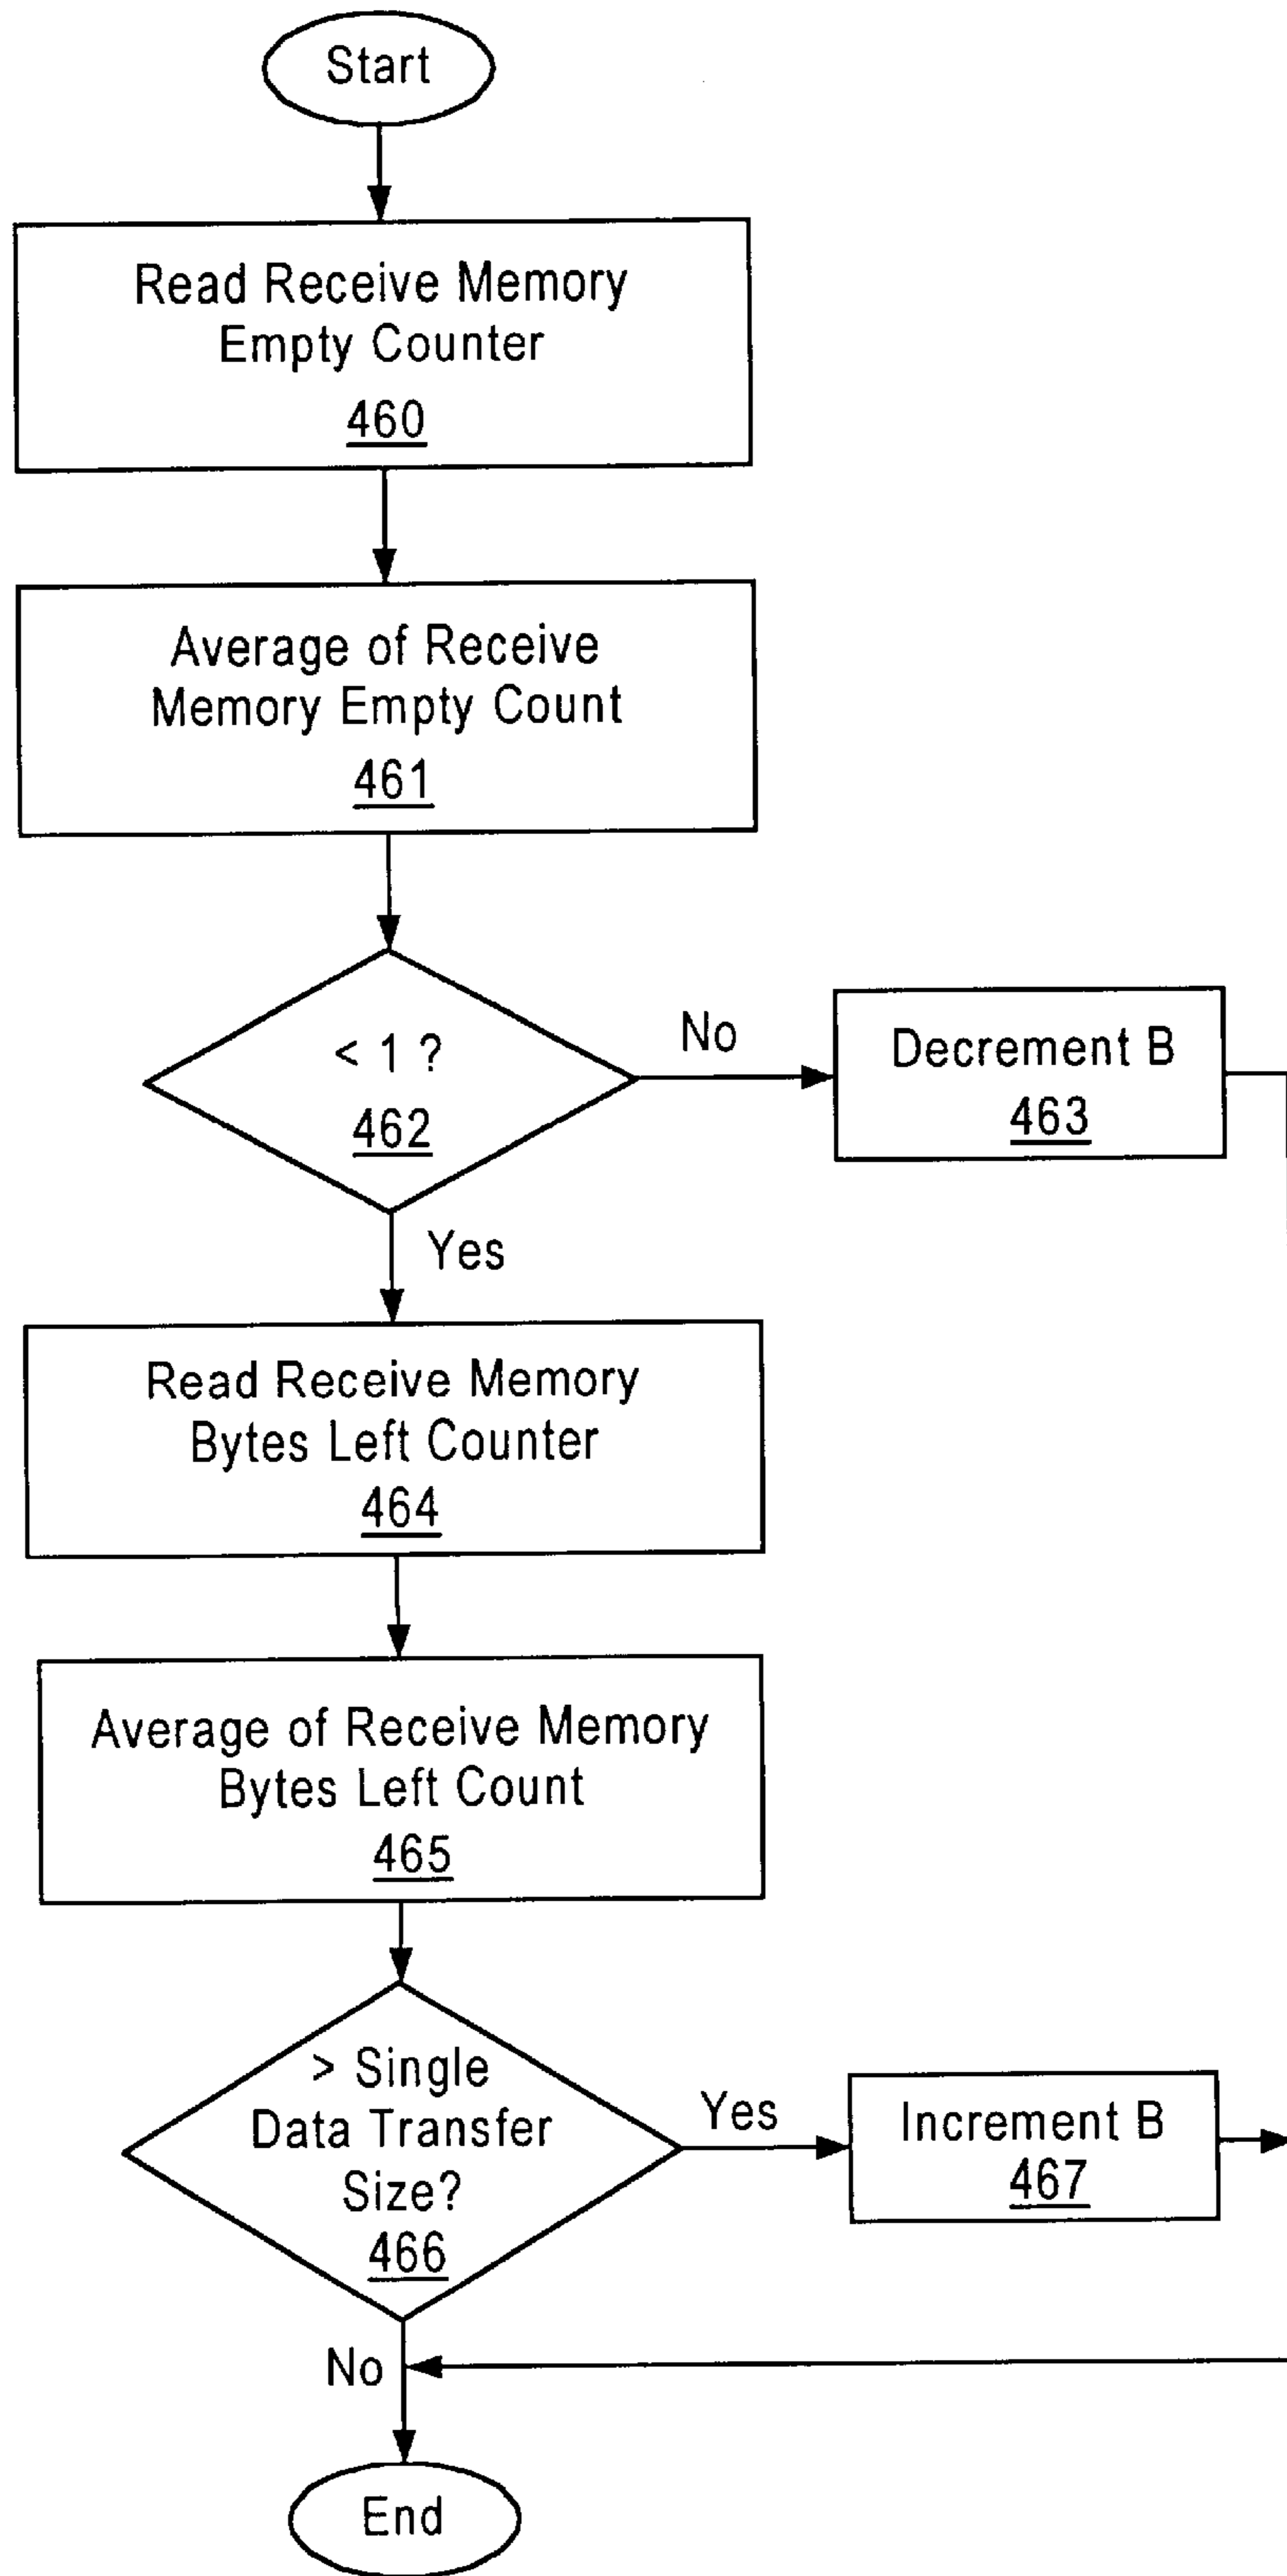 Start
Read Receive Memory
Empty Counter
460
Average of Receive
Memory Empty Count
461
< 1 ?
462
No
Decrement B
463
Yes
Read Receive Memory
Bytes Left Counter
464
Average of Receive Memory
Bytes Left Count
465
> Single
Data Transfer
Size?
466
Yes
Increment B
467
No
End